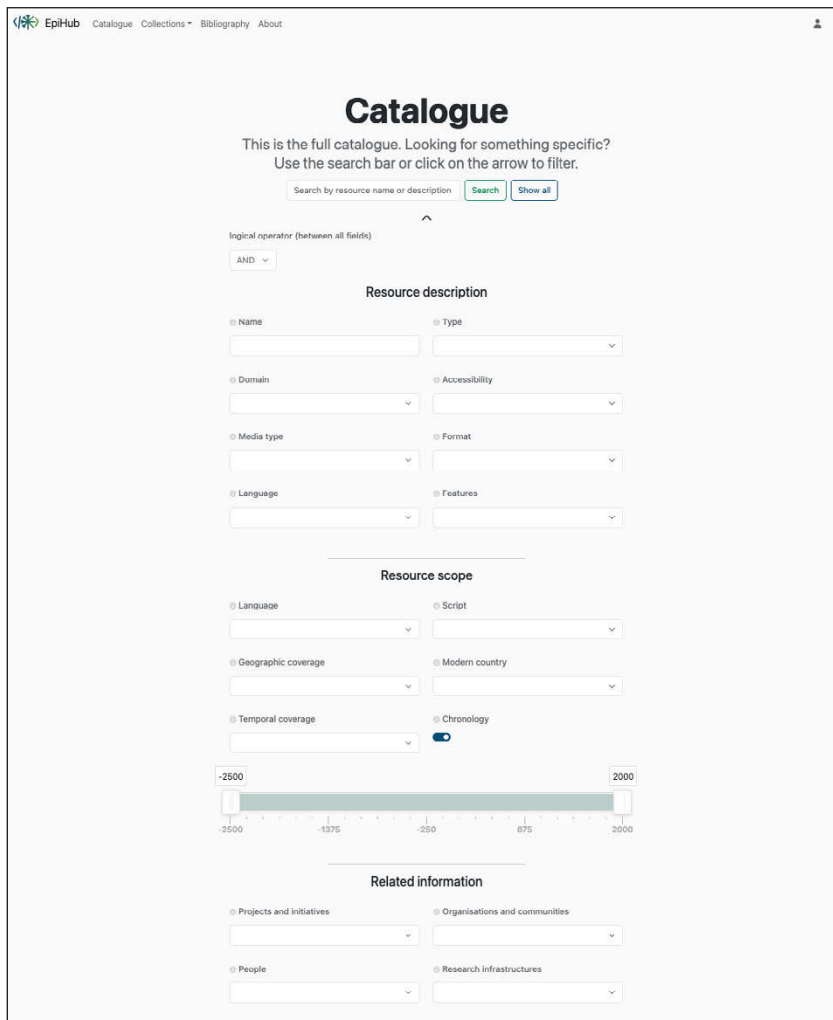 EpiHub Catalogue Collections Bibliography About
Catalogue
This is the full catalogue. Looking for something specific?
Use the search bar or click on the arrow to filter.
Search by resource name or description Search Show all
logical operator (between all fields)
AND
Resource description
Name Type
Domain Accessibility
Media type Format
Language Features
Resource scope
Language Script
Geographic coverage Modern country
Temporal coverage Chronology
-2500 2000
-2500 -1375 -250 875 2000
Related information
Projects and initiatives Organisations and communities
People Research infrastructures